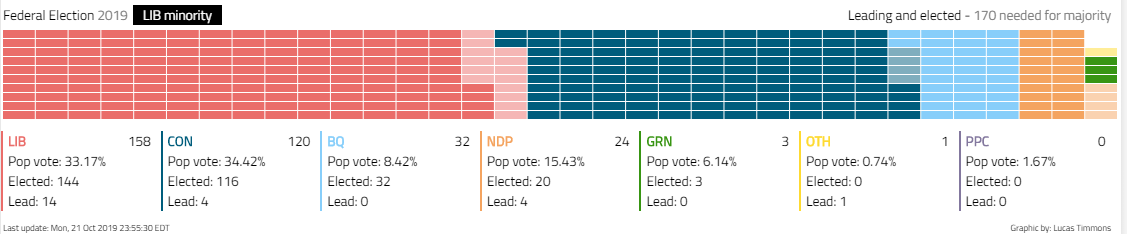 Federal Election 2019 LIB minority Leading and elected - 170 needed for majority
LIB 158 CON 120 BQ 32 NDP 24 GRN 3 OTH 1 PPC 0
Pop vote: 33.17% Pop vote: 34.42% Pop vote: 8.42% Pop vote: 15.43% Pop vote: 6.14% Pop vote: 0.74% Pop vote: 1.67%
Elected: 144 Elected: 116 Elected: 32 Elected: 20 Elected: 3 Elected: 0 Elected: 0
Lead: 14 Lead: 4 Lead: 0 Lead: 4 Lead: 0 Lead: 1 Lead: 0
Last update: Mon, 21 Oct 2019 23:55:30 EDT Graphic by: Lucas Timmons